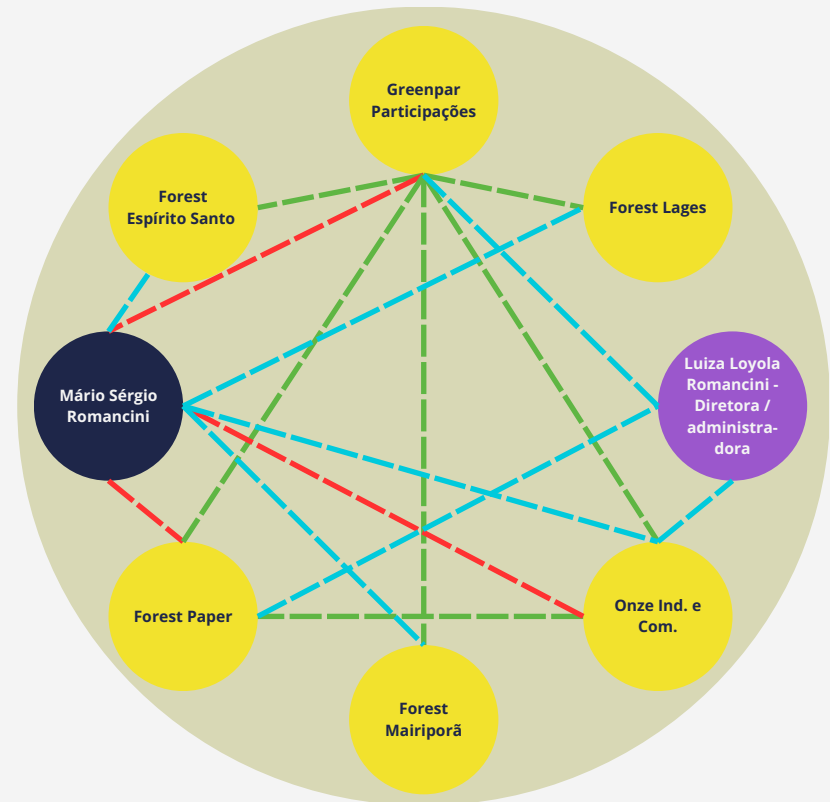 Greenpar
Participações
Forest
Espírito Santo
Forest Lages
Mário Sérgio
Romancini
Luiza Loyola
Romancini -
Diretora /
administra-
dora
Forest Paper
Onze Ind. e
Com.
Forest
Mairiporã